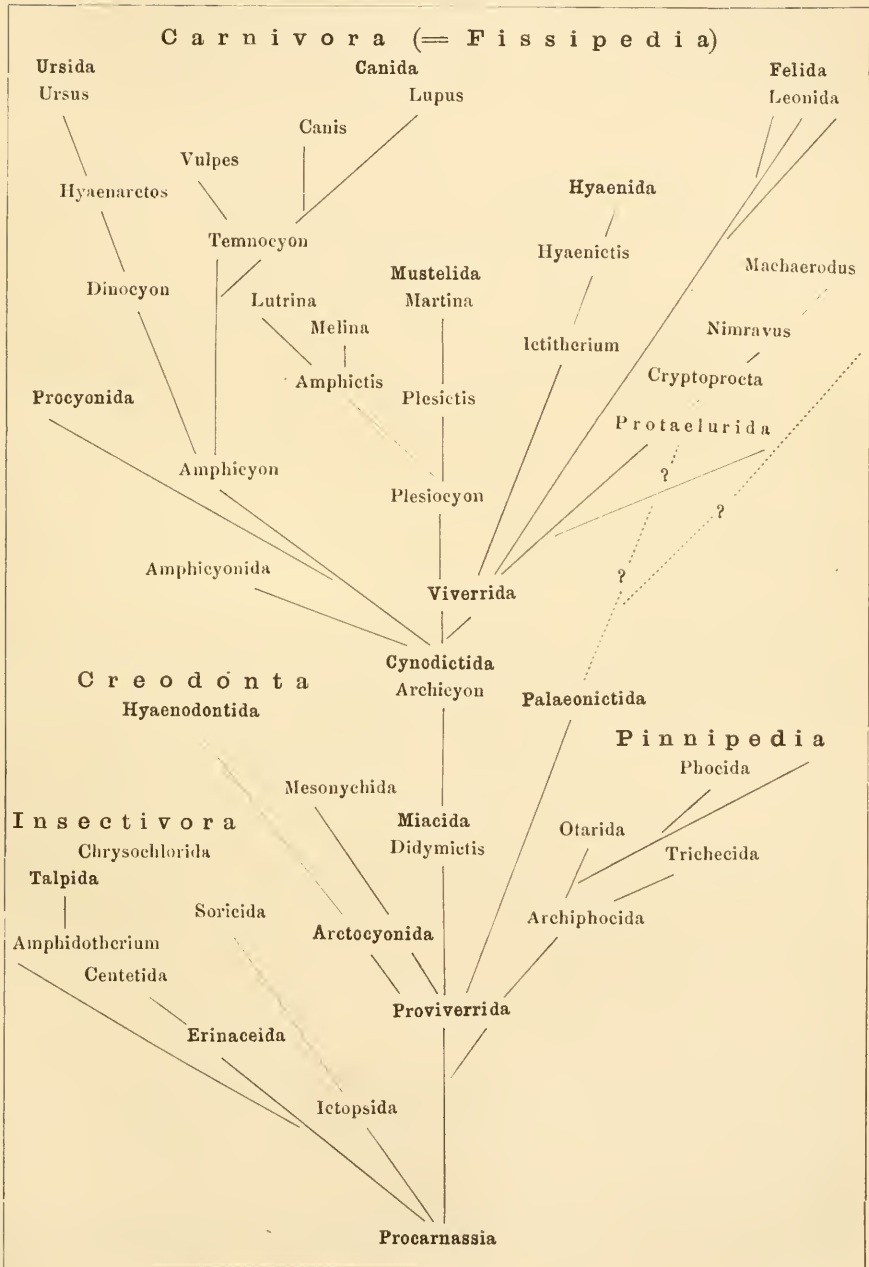 Carnivora (= Fissipedia)
Ursida Canida Felida
Ursus Lupus Leonida
Canis
Vulpes
Hyaenarctos Hyaenida
Temnocyon Hyaenictis
Mustelida Machaerodus
Dinocyon Lutrina Martina
Melina Ictitherium Nimravus
Amphictis Cryptoprocta
Procyonida Plesictis
Protaelurida
Amphicyon ?
Plesiocyon ?
Amphicyonida ?
Viverrida
Cynodictida
Creodonta Archicyon Palaeonictida
Hyaenodontida
Pinnipedia
Phocida
Mesonychida
Insectivora Miacida Otarida
Chrysochlorida Didymictis Trichecida
Talpida
Soricida Archiphocida
Amphidotherium Arctocyonida
Centetida
Proviverrida
Erinaceida
Ictopsida
Procarnassia